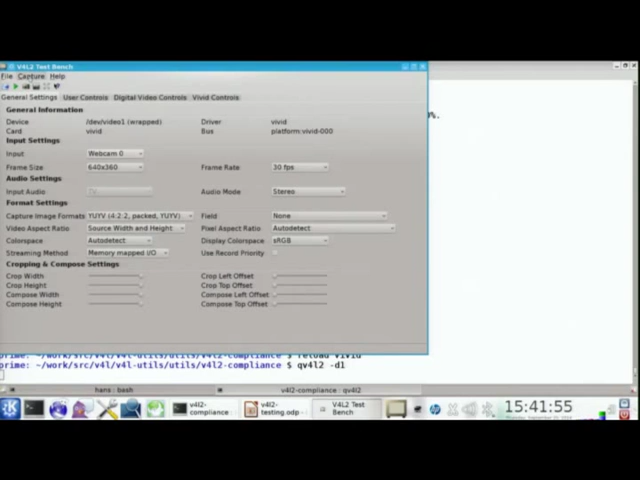 V4L2 Test Bench
File Capture Help
General Settings User Controls Digital Video Controls Vivid Controls
General Information
Device /dev/video1 (wrapped) Driver vivid
Card vivid Bus platform:vivid-000
Input Settings
Input Webcam 0
Frame Size 640x360 Frame Rate 30 fps
Audio Settings
Input Audio Audio Mode Stereo
Format Settings
Capture Image Formats YUYV (4:2:2, packed, YUYV) Field None
Video Aspect Ratio Source Width and Height Pixel Aspect Ratio Autodetect
Colorspace Autodetect Display Colorspace sRGB
Streaming Method Memory mapped I/O Use Record Priority
Cropping & Compose Settings
Crop Width Crop Left Offset
Crop Height Crop Top Offset
Compose Width Compose Left Offset
Compose Height Compose Top Offset
%.
prime: ~/work/src/v4l/v4l-utils/utils/v4l2-compliance $ reload vivid
prime: ~/work/src/v4l/v4l-utils/utils/v4l2-compliance $ qv4l2 -d1
hans : bash v4l2-compliance : qv4l2
v4l2-compliance v4l2-testing.odp V4L2 Test Bench hp 15:41:55